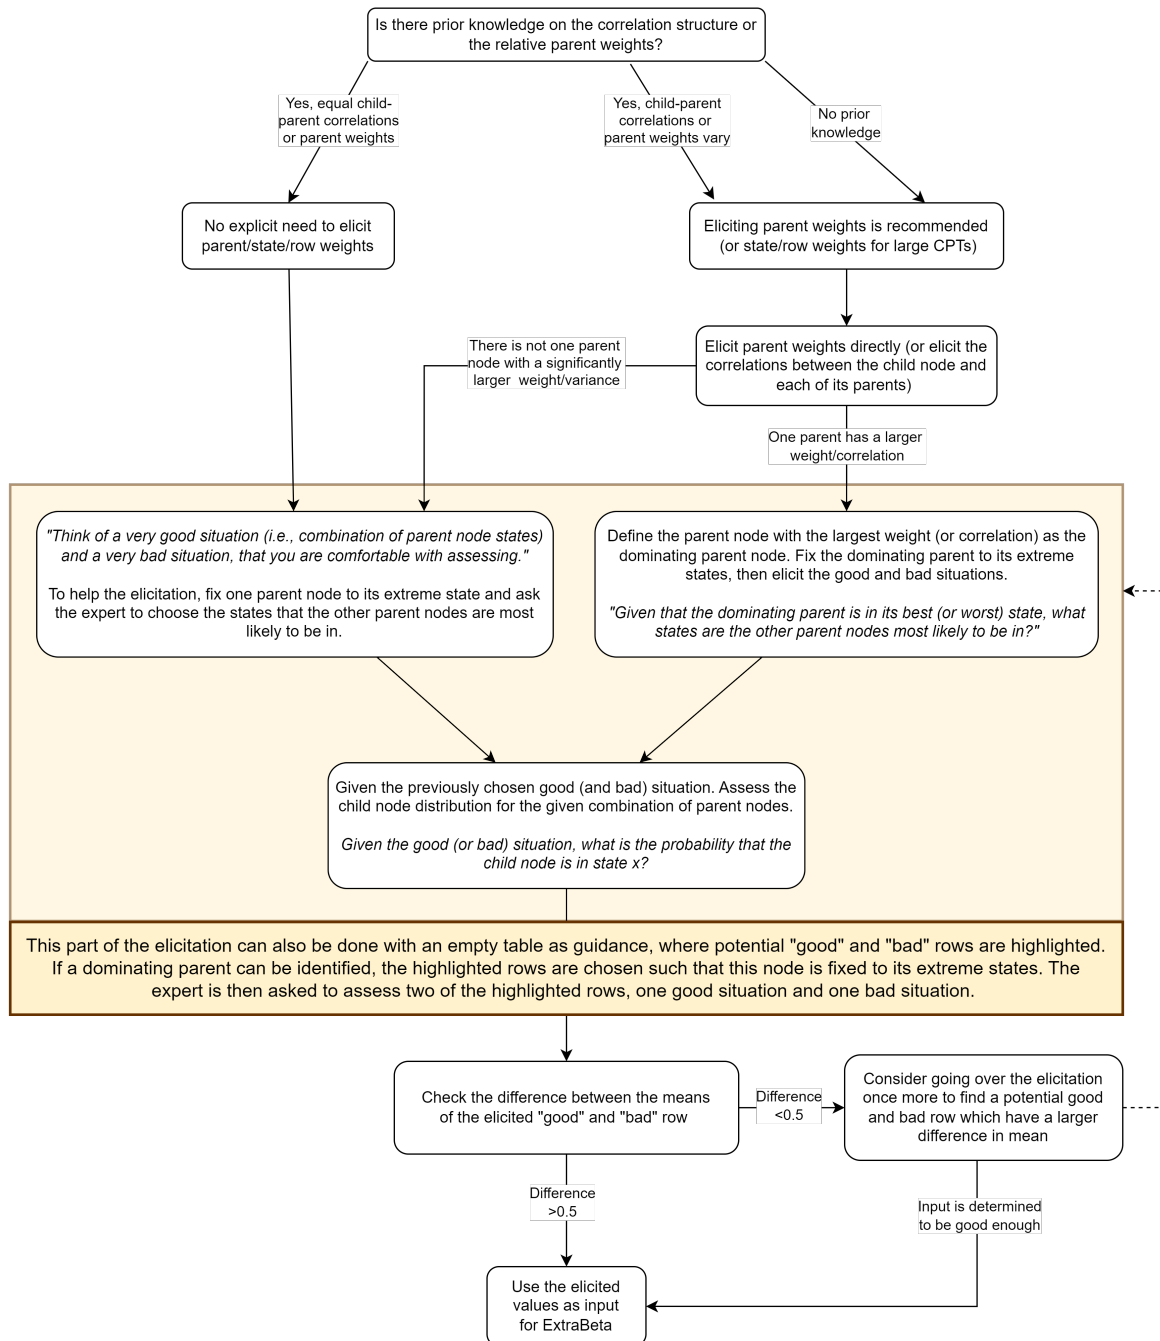 Is there prior knowledge on the correlation structure or
the relative parent weights?
Yes, equal child-
parent correlations
or parent weights
Yes, child-parent
correlations or
parent weights vary
No prior
knowledge
No explicit need to elicit
parent/state/row weights
Eliciting parent weights is recommended
(or state/row weights for large CPTs)
There is not one parent
node with a significantly
larger weight/variance
Elicit parent weights directly (or elicit the
correlations between the child node and
each of its parents)
One parent has a larger
weight/correlation
"Think of a very good situation (i.e., combination of parent node states)
and a very bad situation, that you are comfortable with assessing."
To help the elicitation, fix one parent node to its extreme state and ask
the expert to choose the states that the other parent nodes are most
likely to be in.
Define the parent node with the largest weight (or correlation) as the
dominating parent node. Fix the dominating parent to its extreme
states, then elicit the good and bad situations.
"Given that the dominating parent is in its best (or worst) state, what
states are the other parent nodes most likely to be in?"
Given the previously chosen good (and bad) situation. Assess the
child node distribution for the given combination of parent nodes.
Given the good (or bad) situation, what is the probability that the
child node is in state x?
This part of the elicitation can also be done with an empty table as guidance, where potential "good" and "bad" rows are highlighted.
If a dominating parent can be identified, the highlighted rows are chosen such that this node is fixed to its extreme states. The
expert is then asked to assess two of the highlighted rows, one good situation and one bad situation.
Check the difference between the means
of the elicited "good" and "bad" row
Difference
<0.5
Consider going over the elicitation
once more to find a potential good
and bad row which have a larger
difference in mean
Difference
>0.5
Input is determined
to be good enough
Use the elicited
values as input
for ExtraBeta